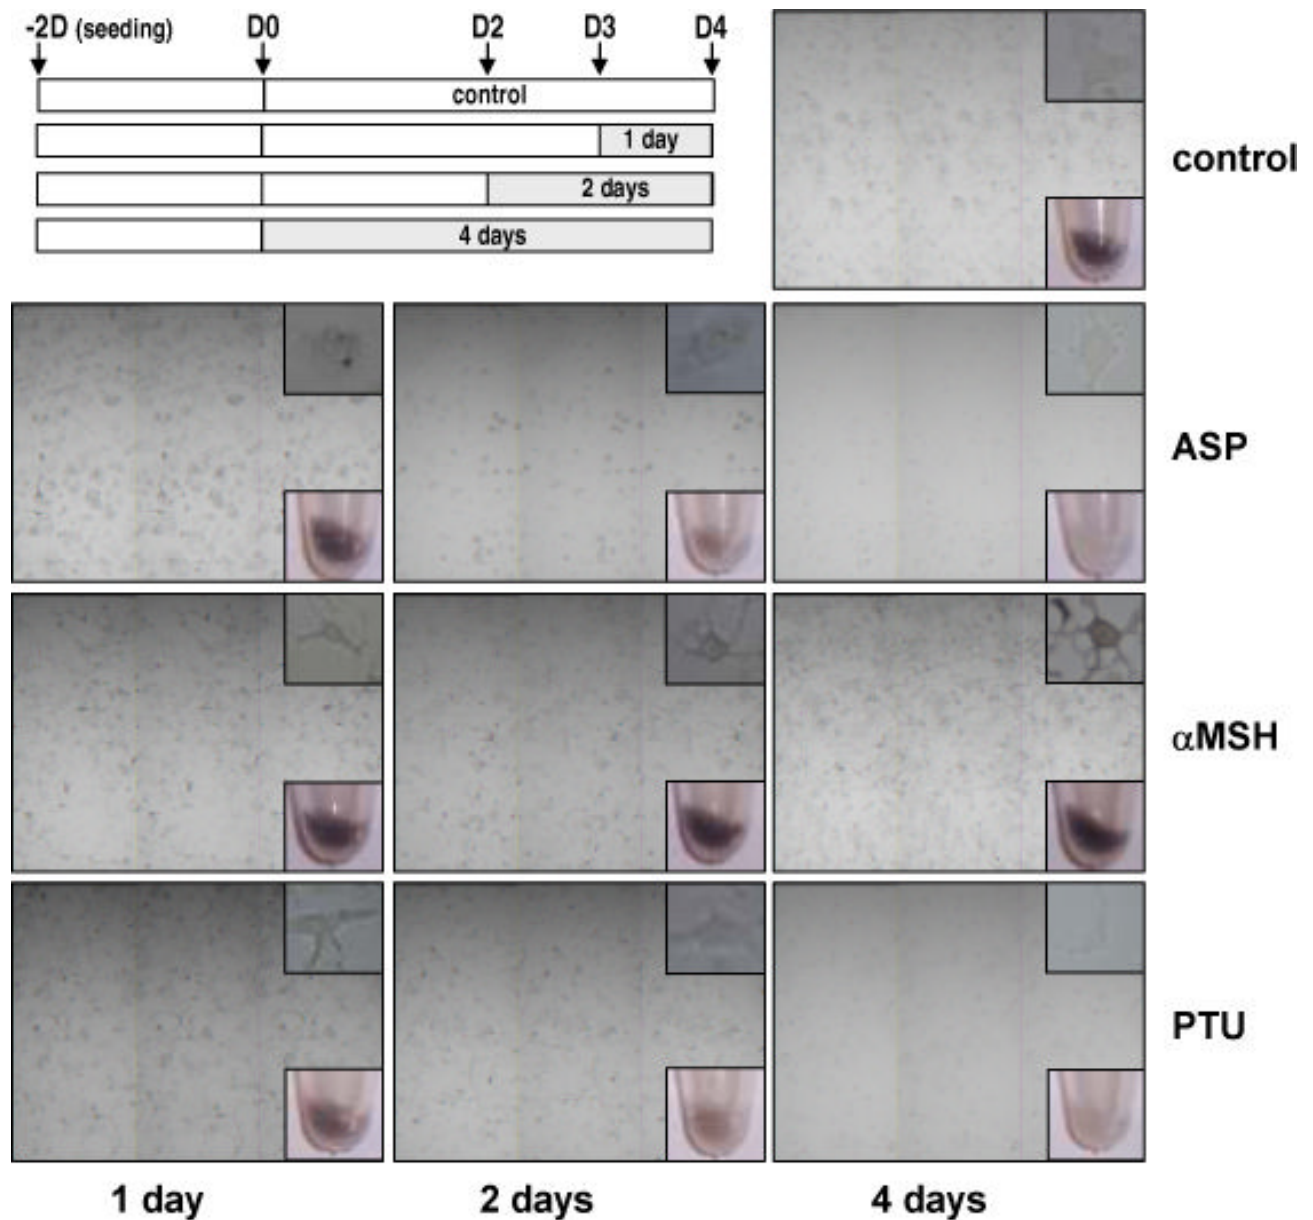 -2D (seeding) D0 D2 D3 D4
control
1 day
2 days
4 days
control
ASP
αMSH
PTU
1 day 2 days 4 days